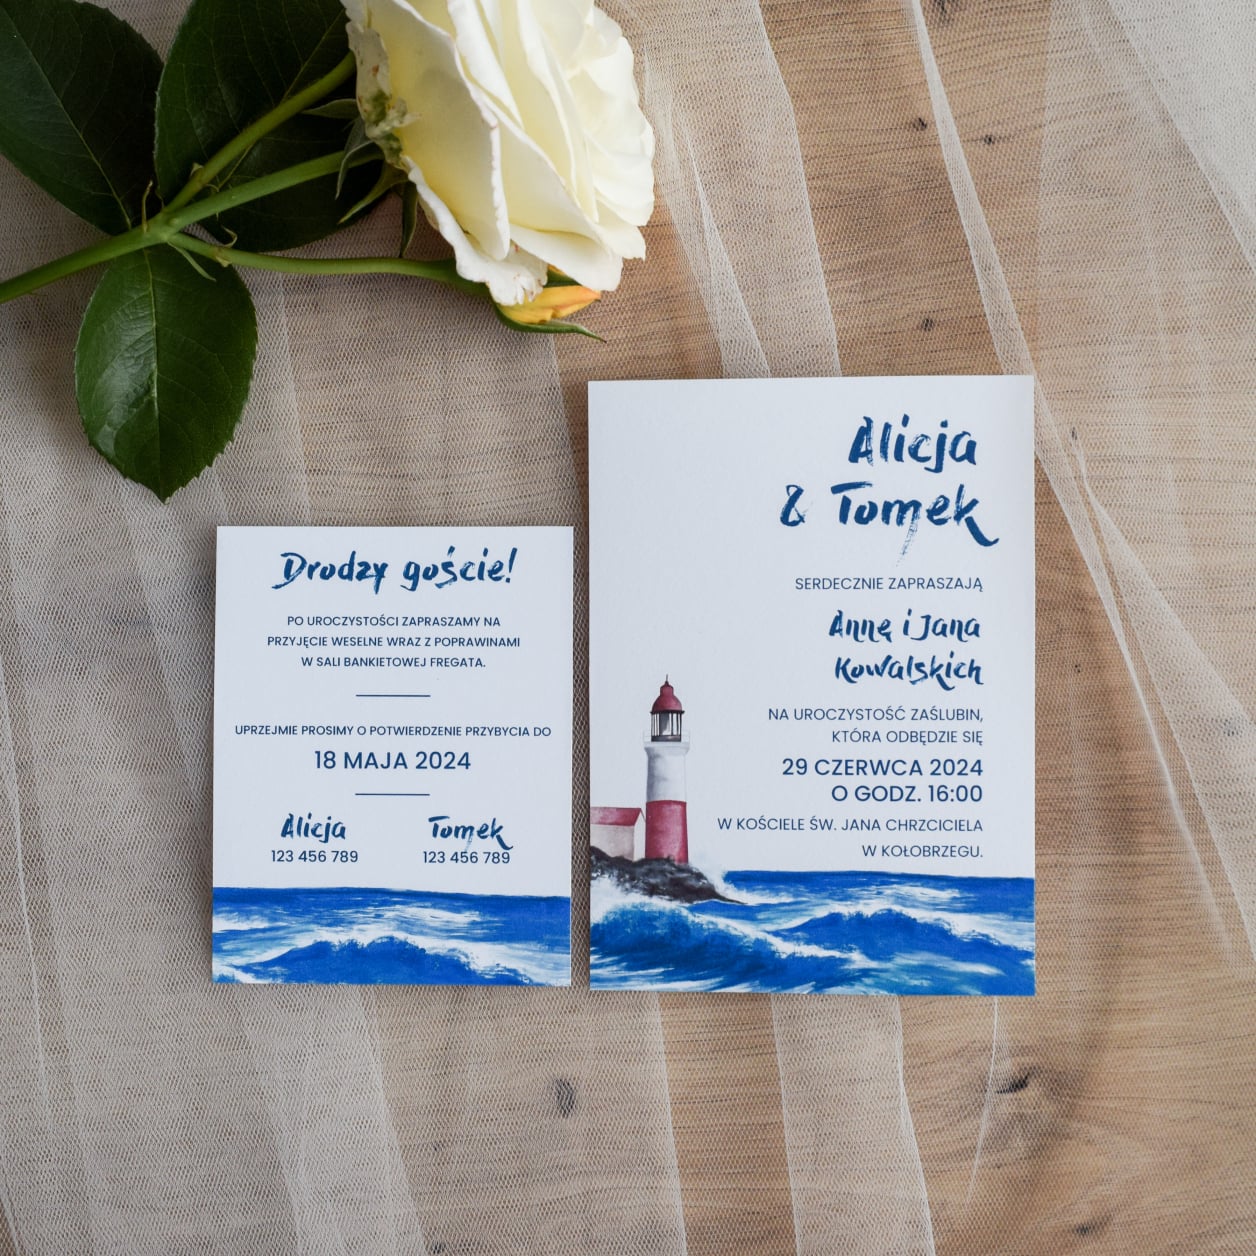 Drodzy goście!
PO UROCZYSTOŚCI ZAPRASZAMY NA
PRZYJĘCIE WESELNE WRAZ Z POPRAWINAMI
W SALI BANKIETOWEJ FREGATA.
UPRZEJMIE PROSIMY O POTWIERDZENIE PRZYBYCIA DO
18 MAJA 2024
Alicja
123 456 789
Tomek
123 456 789
Alicja
& Tomek
SERDECZNIE ZAPRASZAJĄ
Annę i Jana
Kowalskich
NA UROCZYSTOŚĆ ZAŚLUBIN,
KTÓRA ODBĘDZIE SIĘ
29 CZERWCA 2024
O GODZ. 16:00
W KOŚCIELE ŚW. JANA CHRZCICIELA
W KOŁOBRZEGU.